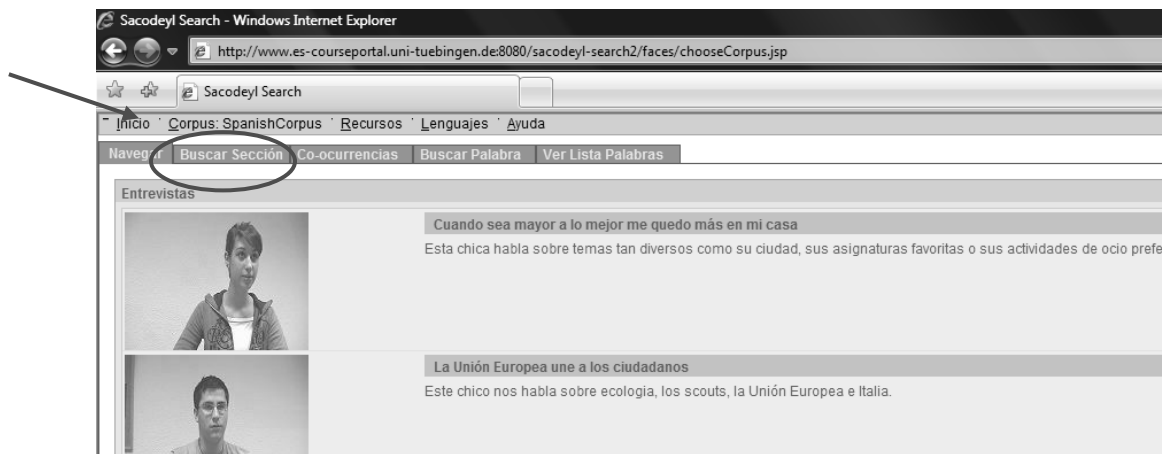 Sacodeyl Search - Windows Internet Explorer
http://www.es-courseportal.uni-tuebingen.de:8080/sacodeyl-search2/faces/chooseCorpus.jsp
Sacodeyl Search
Inicio Corpus: SpanishCorpus Recursos Lenguajes Ayuda
Navegar Buscar Sección Co-ocurrencias Buscar Palabra Ver Lista Palabras
Entrevistas
Cuando sea mayor a lo mejor me quedo más en mi casa
Esta chica habla sobre temas tan diversos como su ciudad, sus asignaturas favoritas o sus actividades de ocio prefe
La Unión Europea une a los ciudadanos
Este chico nos habla sobre ecologia, los scouts, la Unión Europea e Italia.